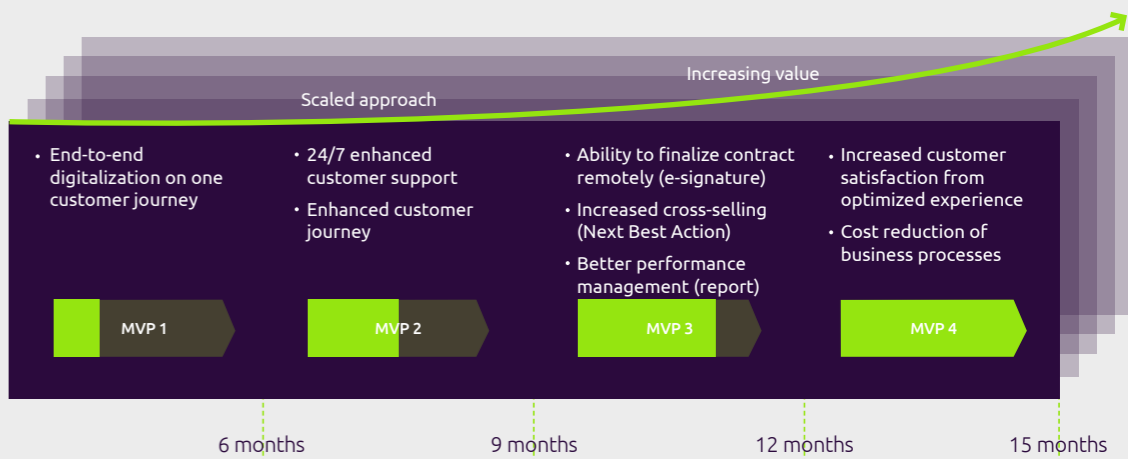 Increasing value
Scaled approach
• End-to-end
digitalization on one
customer journey
• 24/7 enhanced
customer support
• Enhanced customer
journey
• Ability to finalize contract
remotely (e-signature)
• Increased cross-selling
(Next Best Action)
• Better performance
management (report)
• Increased customer
satisfaction from
optimized experience
• Cost reduction of
business processes
MVP 1
MVP 2
MVP 3
MVP 4
6 months
9 months
12 months
15 months